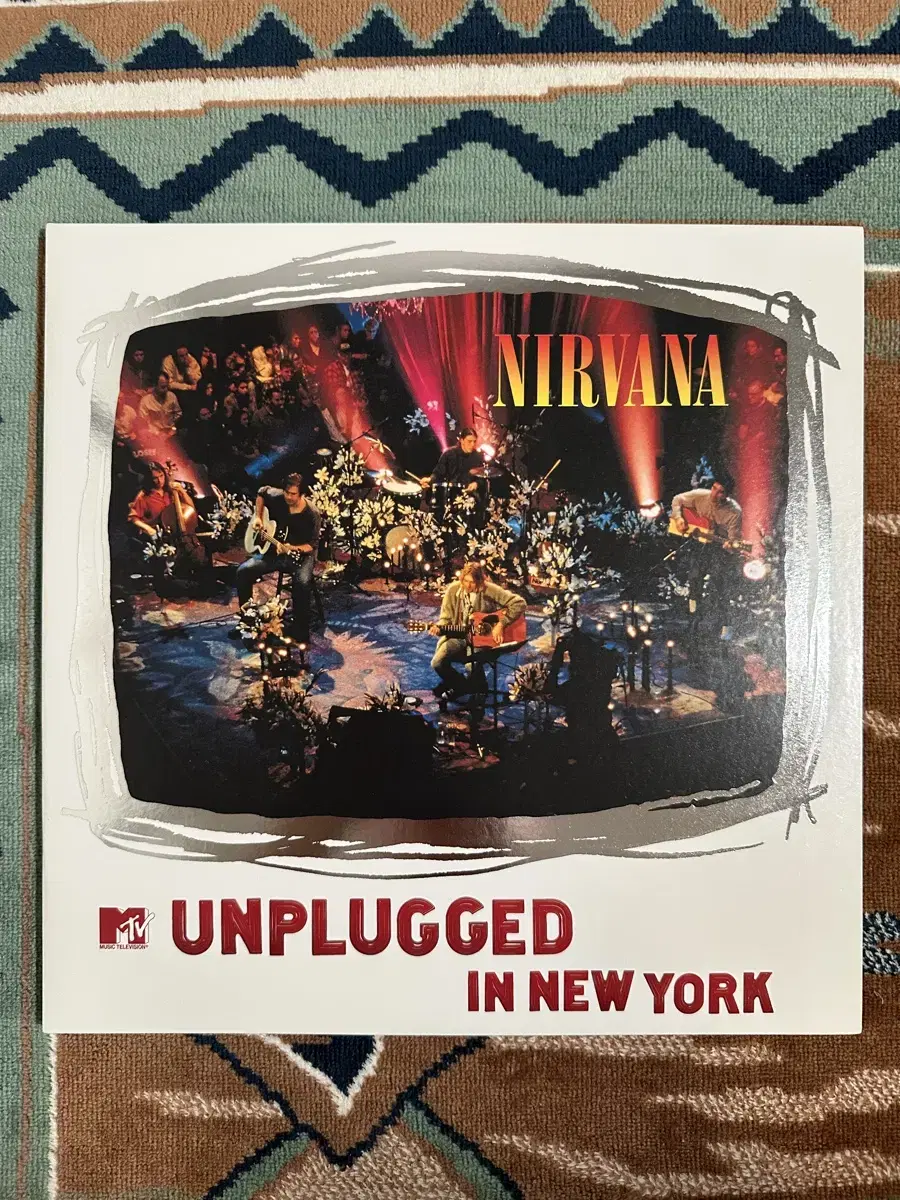 NIRVANA
MTV
MUSIC TELEVISION®
UNPLUGGED
IN NEW YORK